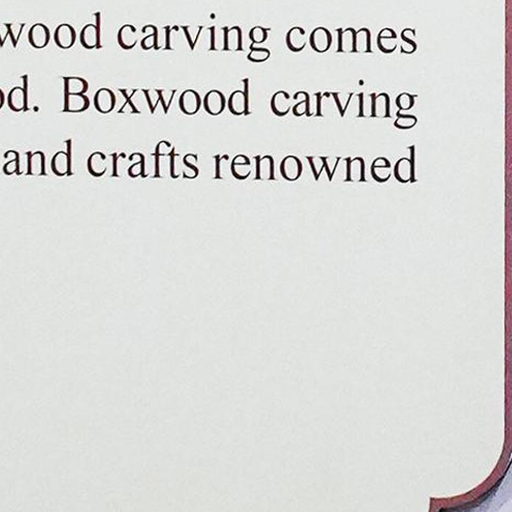 wood carving comes
od. Boxwood carving
and crafts renowned